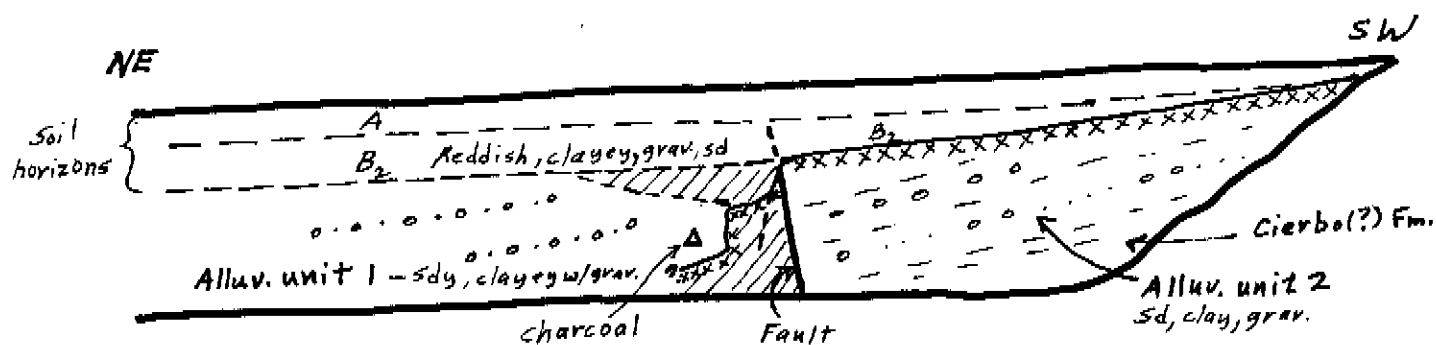 NE
SW
Soil
horizons
A
B2
Reddish, clayey, grav, sd
B2
Alluv. unit 1 – Sdy, clayey w/grav.
charcoal
Fault
Cierbo(?) Fm.
Alluv. unit 2
Sd, clay, grav.